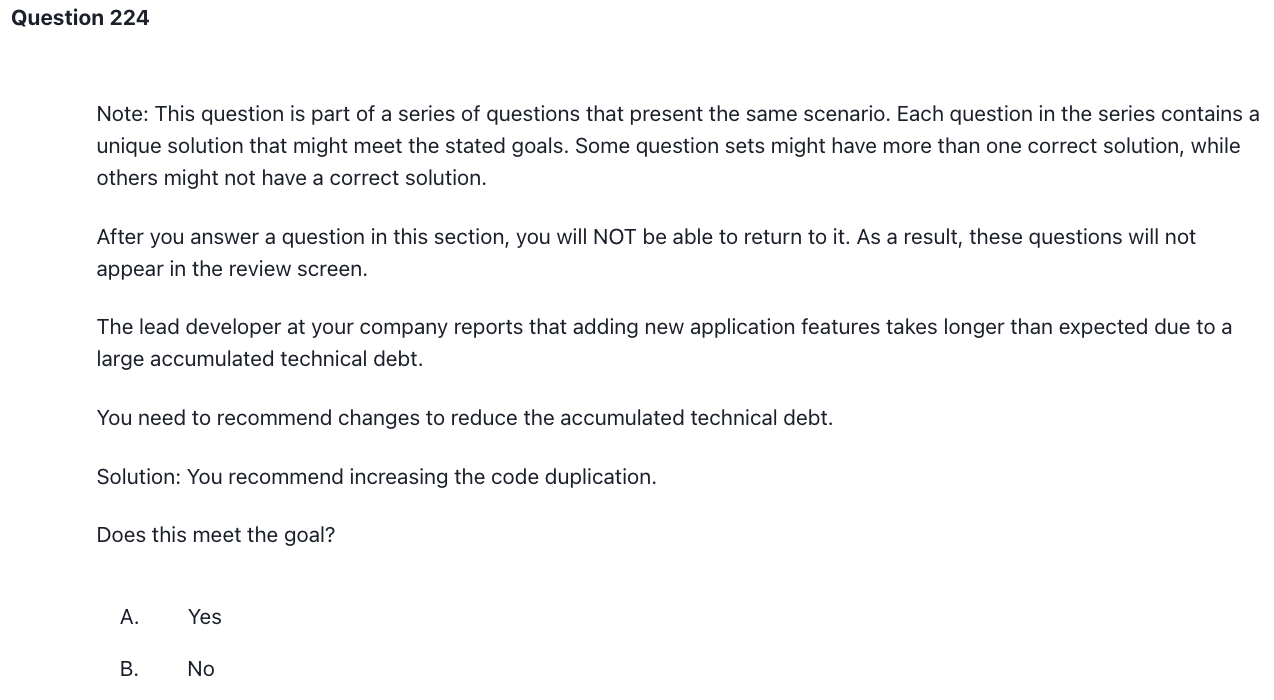 Question 224
Note: This question is part of a series of questions that present the same scenario. Each question in the series contains a
unique solution that might meet the stated goals. Some question sets might have more than one correct solution, while
others might not have a correct solution.
After you answer a question in this section, you will NOT be able to return to it. As a result, these questions will not
appear in the review screen.
The lead developer at your company reports that adding new application features takes longer than expected due to a
large accumulated technical debt.
You need to recommend changes to reduce the accumulated technical debt.
Solution: You recommend increasing the code duplication.
Does this meet the goal?
A. Yes
B. No